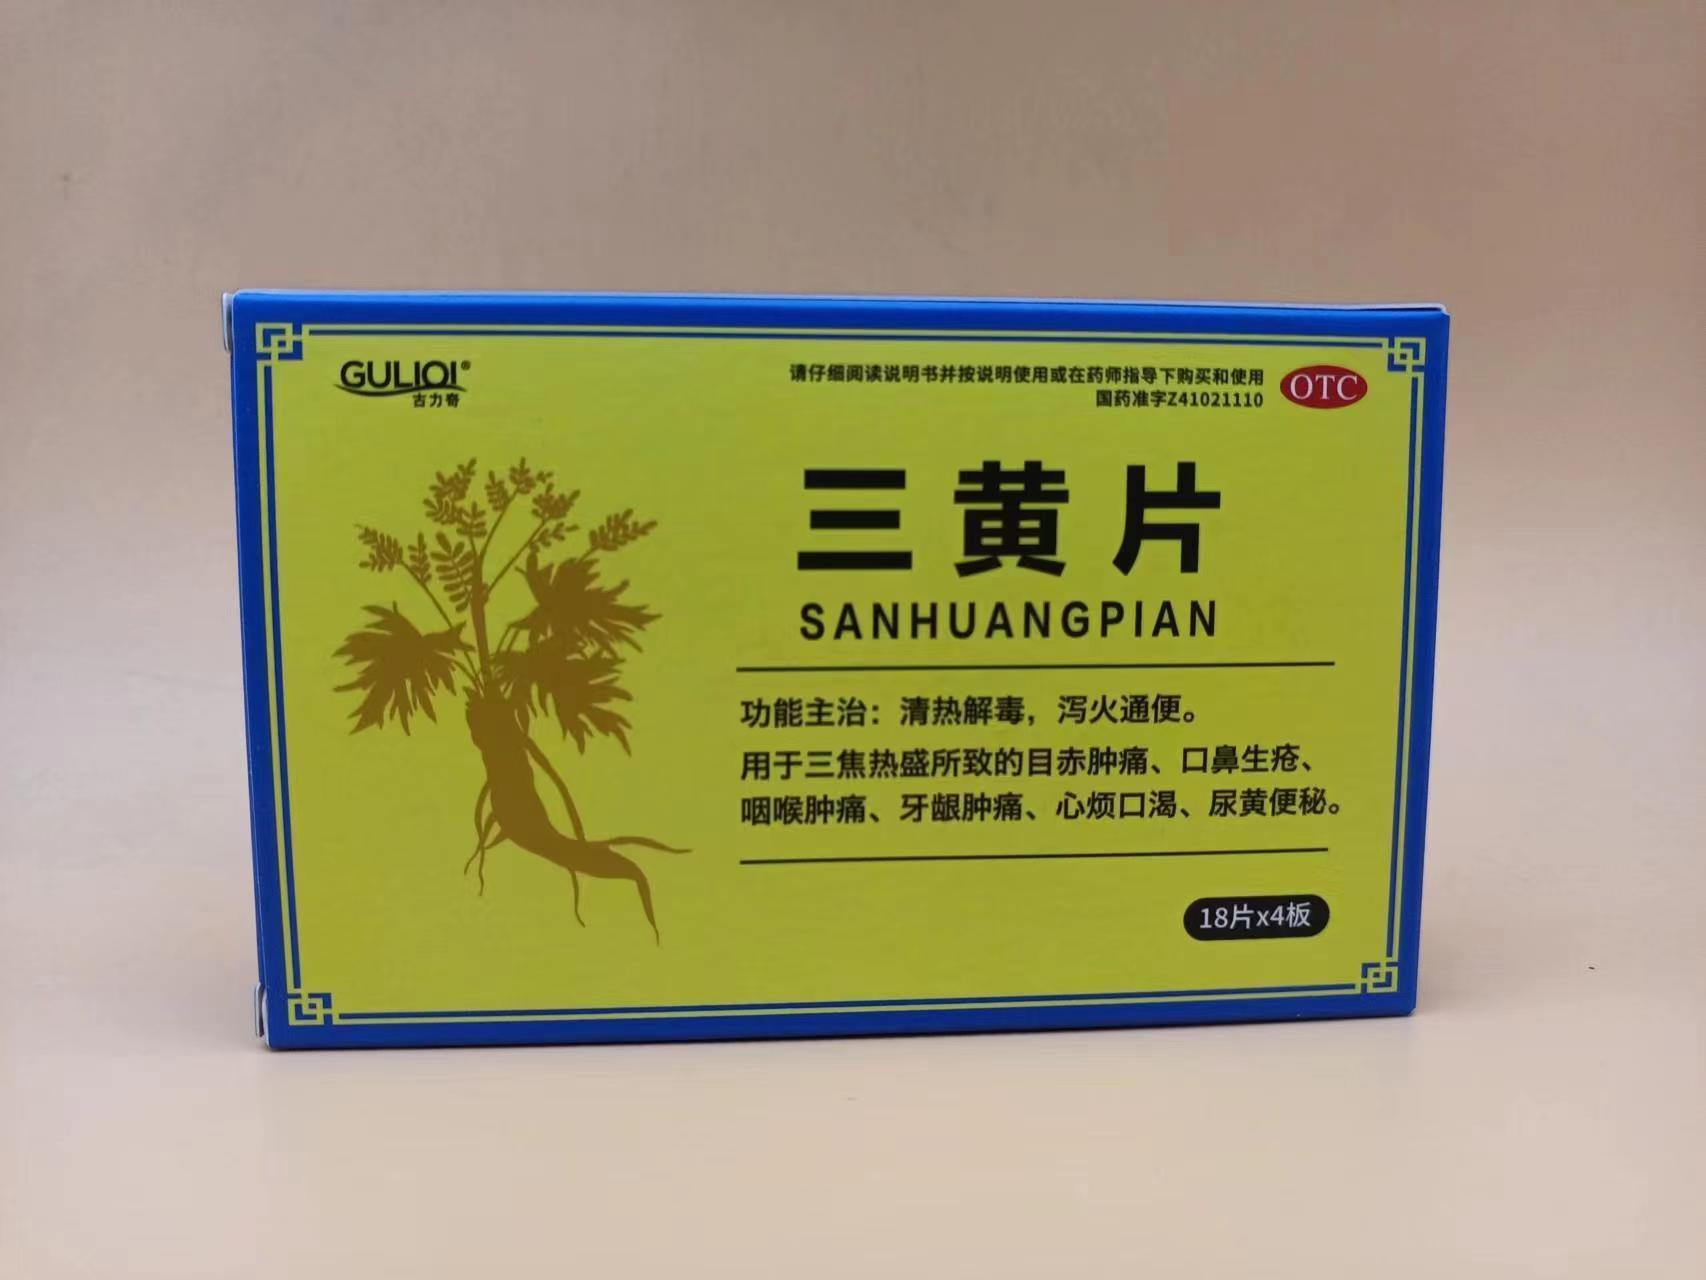 GULIQI®
古力奇
请仔细阅读说明书并按说明使用或在药师指导下购买和使用
国药准字Z41021110
OTC
三黄片
SANHUANGPIAN
功能主治：清热解毒，泻火通便。
用于三焦热盛所致的目赤肿痛、口鼻生疮、
咽喉肿痛、牙龈肿痛、心烦口渴、尿黄便秘。
18片x4板